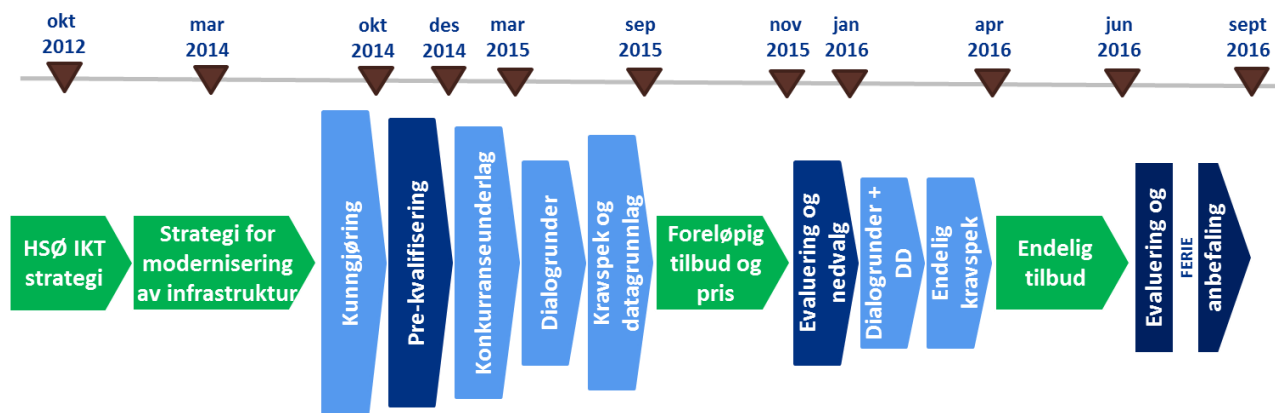 okt
2012
mar
2014
okt
2014
des
2014
mar
2015
sep
2015
nov
2015
jan
2016
apr
2016
jun
2016
sept
2016
HSØ IKT
strategi
Strategi for
modernisering
av infrastruktur
Kunngjøring
Pre-kvalifisering
Konkurranseunderlag
Dialogrunder
Kravspek og
datagrunnlag
Foreløpig
tilbud og
pris
Evaluering og
nedvalg
Dialogrunder +
DD
Endelig
kravspek
Endelig
tilbud
Evaluering og
FERIE
anbefaling